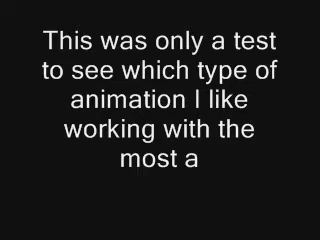 This was only a test
to see which type of
animation I like
working with the
most a